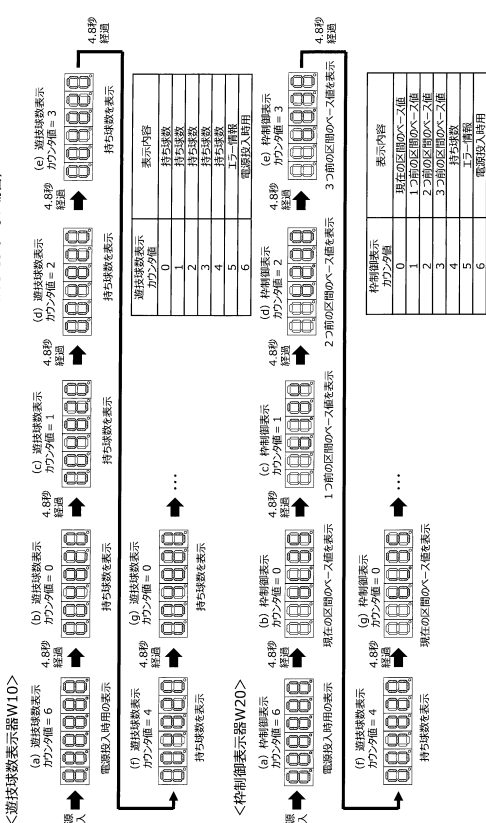 <遊技球数表示器W10>
(a) 遊技球数表示
カウンタ値 = 6
電源投入時用の表示
4.8秒
経過
(b) 遊技球数表示
カウンタ値 = 0
持ち球数を表示
4.8秒
経過
(c) 遊技球数表示
カウンタ値 = 1
持ち球数を表示
4.8秒
経過
(d) 遊技球数表示
カウンタ値 = 2
持ち球数を表示
4.8秒
経過
(e) 遊技球数表示
カウンタ値 = 3
持ち球数を表示
4.8秒
経過
(f) 遊技球数表示
カウンタ値 = 4
持ち球数を表示
4.8秒
経過
(g) 遊技球数表示
カウンタ値 = 0
持ち球数を表示
・・・
遊技球数表示
カウンタ値 表示内容
0 持ち球数
1 持ち球数
2 持ち球数
3 持ち球数
4 持ち球数
5 エラー情報
6 電源投入時用
<枠制御表示器W20>
(a) 枠制御表示
カウンタ値 = 6
電源投入時用の表示
4.8秒
経過
(b) 枠制御表示
カウンタ値 = 0
現在の区間のベース値を表示
4.8秒
経過
(c) 枠制御表示
カウンタ値 = 1
1つ前の区間のベース値を表示
4.8秒
経過
(d) 枠制御表示
カウンタ値 = 2
2つ前の区間のベース値を表示
4.8秒
経過
(e) 枠制御表示
カウンタ値 = 3
3つ前の区間のベース値を表示
4.8秒
経過
(f) 遊技球数表示
カウンタ値 = 4
持ち球数を表示
4.8秒
経過
(g) 枠制御表示
カウンタ値 = 0
現在の区間のベース値を表示
・・・
枠制御表示
カウンタ値 表示内容
0 現在の区間のベース値
1 1つ前の区間のベース値
2 2つ前の区間のベース値
3 3つ前の区間のベース値
4 持ち球数
5 エラー情報
6 電源投入時用